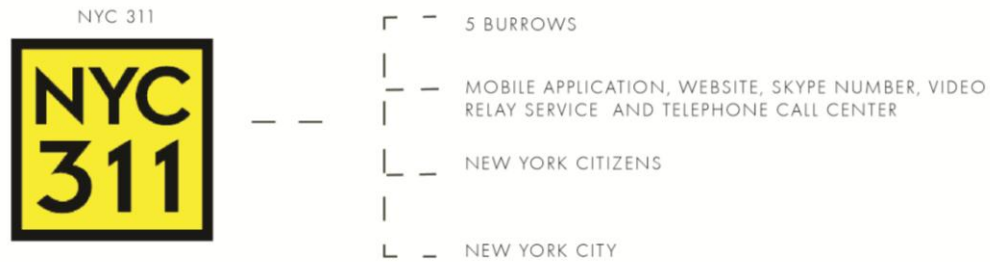 NYC 311
NYC
311
5 BURROWS
MOBILE APPLICATION, WEBSITE, SKYPE NUMBER, VIDEO
RELAY SERVICE AND TELEPHONE CALL CENTER
NEW YORK CITIZENS
NEW YORK CITY